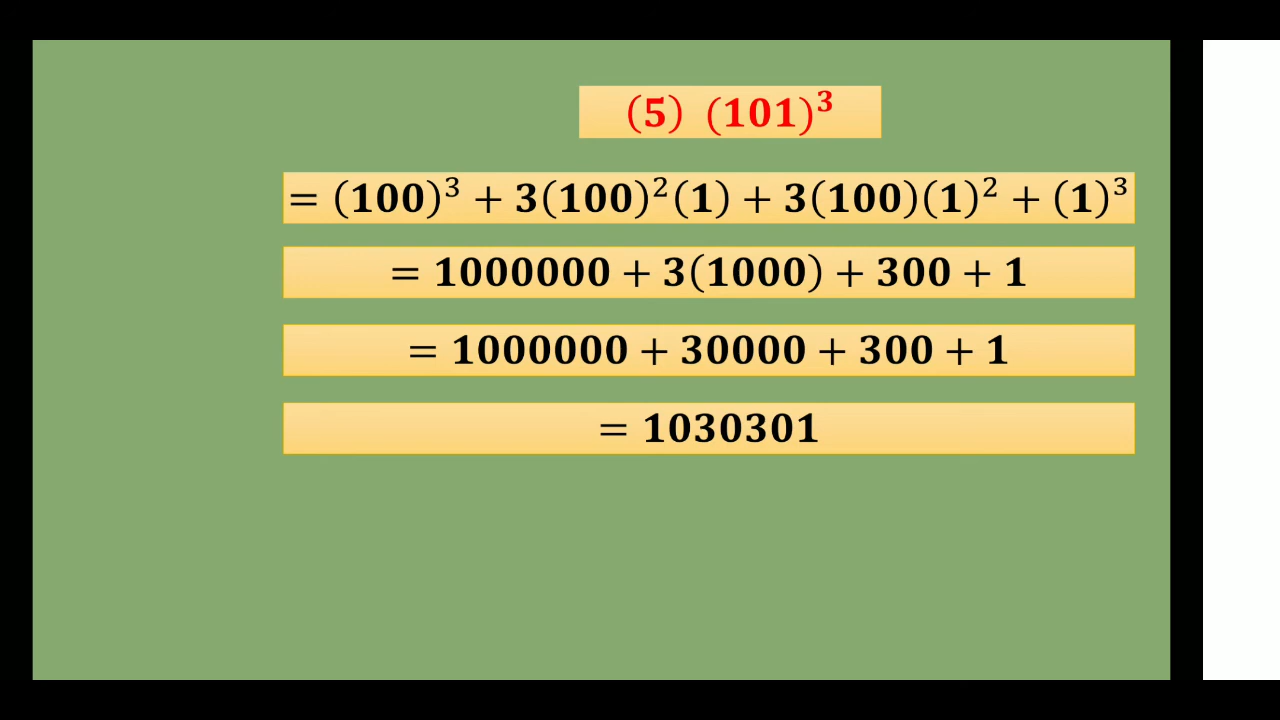 (5) (101)³
= (100)³ + 3(100)²(1) + 3(100)(1)² + (1)³
= 1000000 + 3(1000) + 300 + 1
= 1000000 + 30000 + 300 + 1
= 1030301